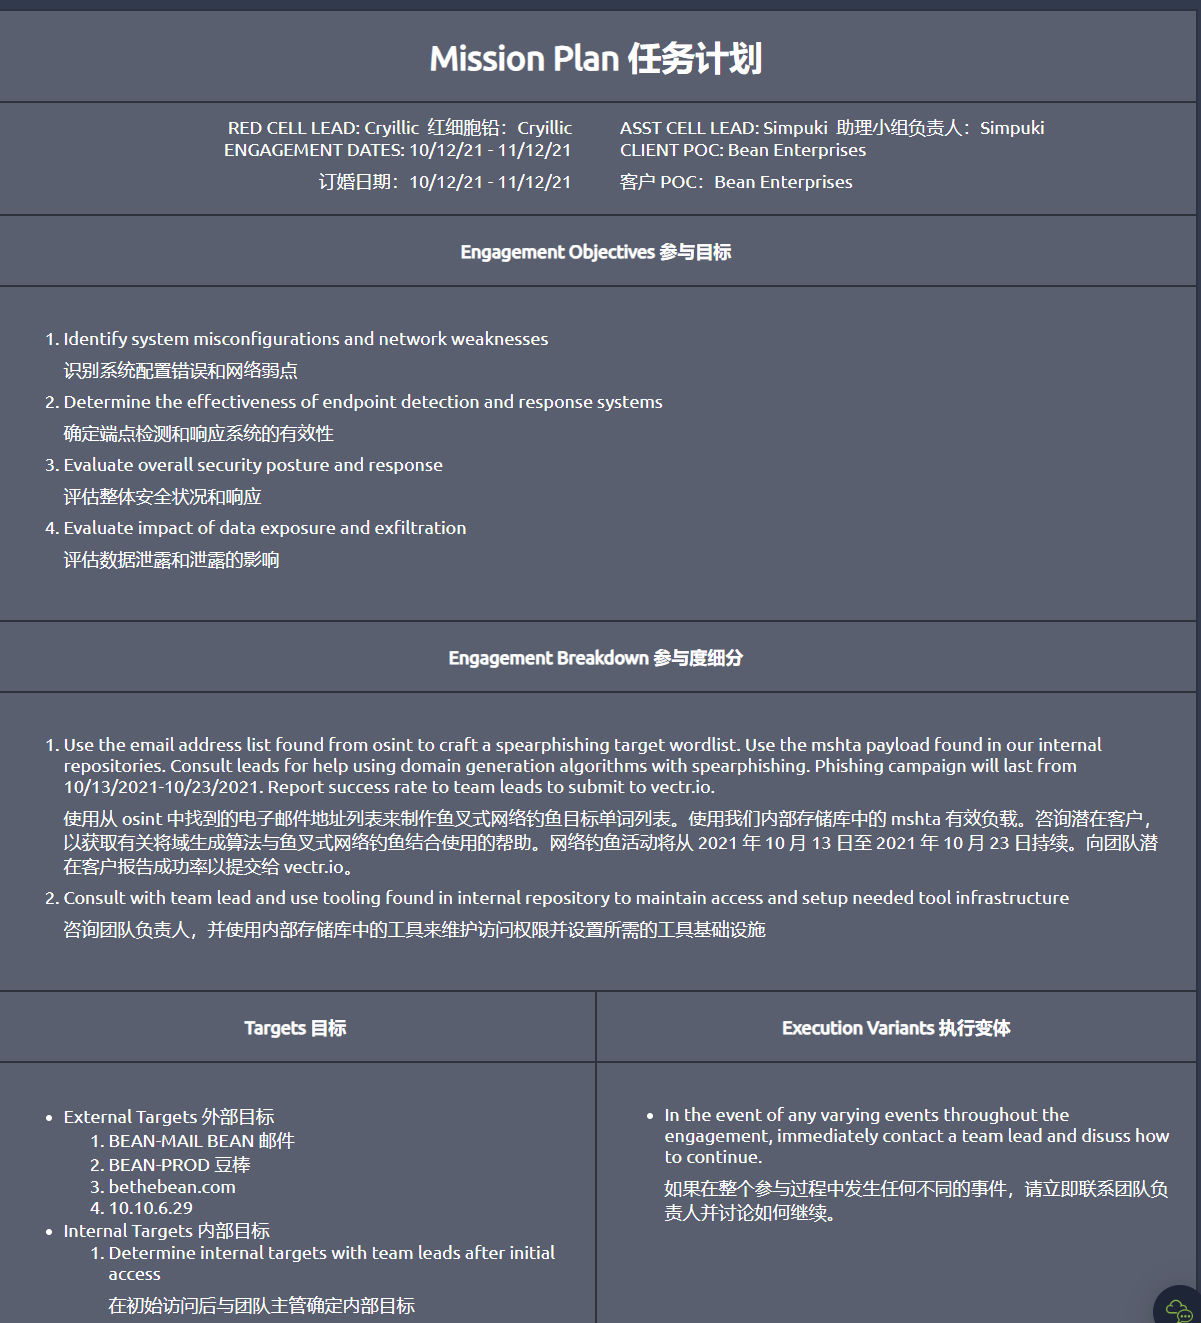 Mission Plan 任务计划
RED CELL LEAD: Cryillic 红细胞铅：Cryillic
ENGAGEMENT DATES: 10/12/21 - 11/12/21
订婚日期：10/12/21 - 11/12/21
ASST CELL LEAD: Simpuki 助理小组负责人：Simpuki
CLIENT POC: Bean Enterprises
客户 POC：Bean Enterprises
Engagement Objectives 参与目标
1. Identify system misconfigurations and network weaknesses
识别系统配置错误和网络弱点
2. Determine the effectiveness of endpoint detection and response systems
确定端点检测和响应系统的有效性
3. Evaluate overall security posture and response
评估整体安全状况和响应
4. Evaluate impact of data exposure and exfiltration
评估数据泄露和泄露的影响
Engagement Breakdown 参与度细分
1. Use the email address list found from osint to craft a spearphishing target wordlist. Use the mshta payload found in our internal
repositories. Consult leads for help using domain generation algorithms with spearphishing. Phishing campaign will last from
10/13/2021-10/23/2021. Report success rate to team leads to submit to vectr.io.
使用从 osint 中找到的电子邮件地址列表来制作鱼叉式网络钓鱼目标单词列表。使用我们内部存储库中的 mshta 有效负载。咨询潜在客户，
以获取有关将域生成算法与鱼叉式网络钓鱼结合使用的帮助。网络钓鱼活动将从 2021 年 10 月 13 日至 2021 年 10 月 23 日持续。向团队潜
在客户报告成功率以提交给 vectr.io。
2. Consult with team lead and use tooling found in internal repository to maintain access and setup needed tool infrastructure
咨询团队负责人，并使用内部存储库中的工具来维护访问权限并设置所需的工具基础设施
Targets 目标
• External Targets 外部目标
1. BEAN-MAIL BEAN 邮件
2. BEAN-PROD 豆棒
3. bethebean.com
4. 10.10.6.29
• Internal Targets 内部目标
1. Determine internal targets with team leads after initial
access
在初始访问后与团队主管确定内部目标
Execution Variants 执行变体
• In the event of any varying events throughout the
engagement, immediately contact a team lead and disuss how
to continue.
如果在整个参与过程中发生任何不同的事件，请立即联系团队负
责人并讨论如何继续。